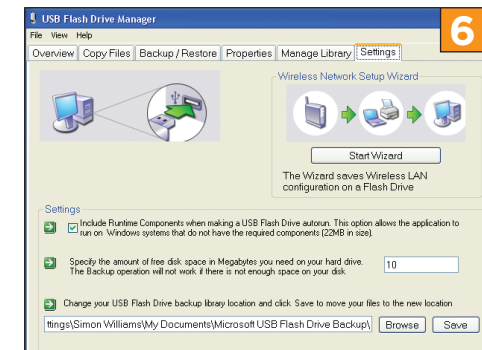 USB Flash Drive Manager
6
File View Help
Overview Copy Files Backup / Restore Properties Manage Library Settings
Wireless Network Setup Wizard
Start Wizard
The Wizard saves Wireless LAN
configuration on a Flash Drive
Settings
Include Runtime Components when making a USB Flash Drive autorun. This option allows the application to
run on Windows systems that do not have the required components (22MB in size).
Specify the amount of free disk space in Megabytes you need on your hard drive.
The Backup operation will not work if there is not enough space on your disk
10
Change your USB Flash Drive backup library location and click Save to move your files to the new location
ttings\Simon Williams\My Documents\Microsoft USB Flash Drive Backup\ Browse Save